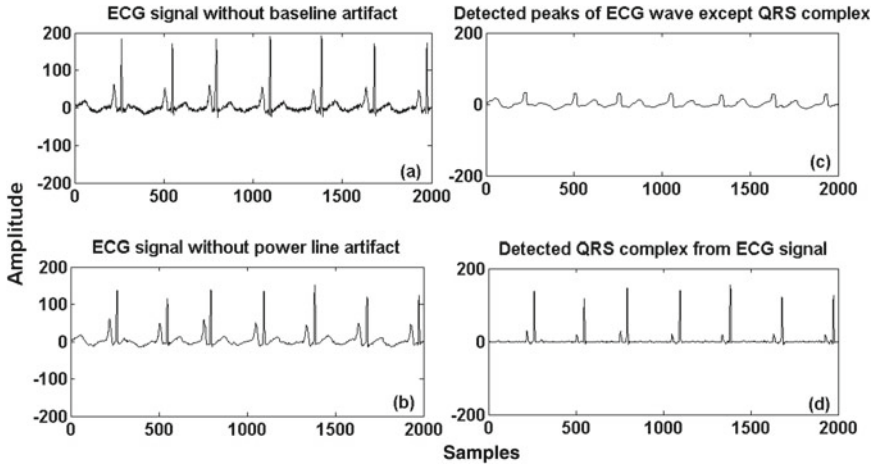 ECG signal without baseline artifact
200
100
0
-100
-200
(a)
0 500 1000 1500 2000
Detected peaks of ECG wave except QRS complex
200
0
-200
(c)
0 500 1000 1500 2000
Amplitude
ECG signal without power line artifact
200
100
0
-100
-200
(b)
0 500 1000 1500 2000
Detected QRS complex from ECG signal
200
0
-200
(d)
0 500 1000 1500 2000
Samples